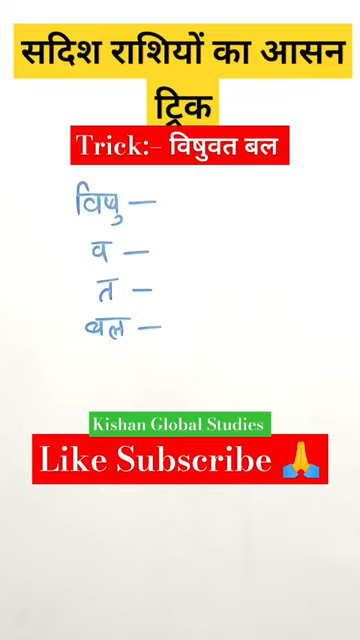 सदिश राशियों का आसन
ट्रिक
Trick:- विषुवत बल
विषु —
व —
त —
बल —
Kishan Global Studies
Like Subscribe 🙏